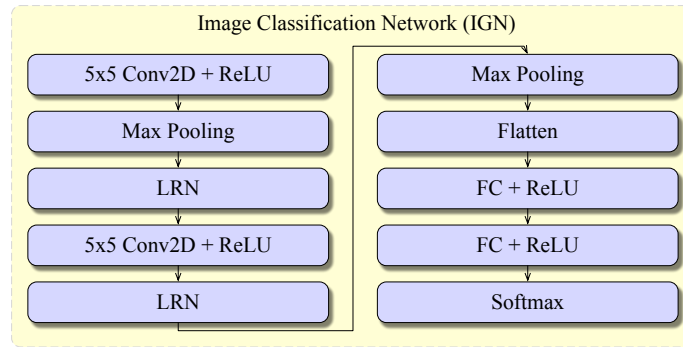 Image Classification Network (IGN)
5x5 Conv2D + ReLU
Max Pooling
LRN
5x5 Conv2D + ReLU
LRN
Max Pooling
Flatten
FC + ReLU
FC + ReLU
Softmax